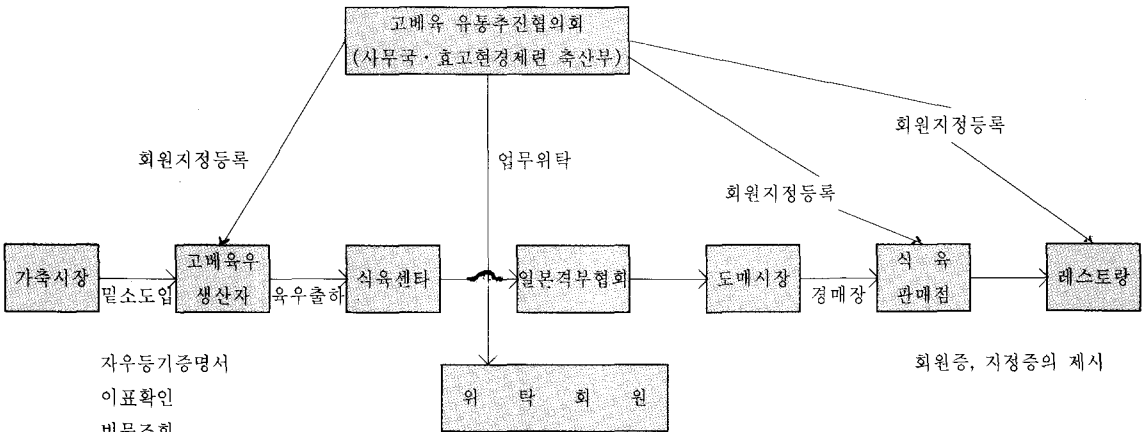 고베육 유통추진협의회
(사무국·효고현경제련 축산부)
회원지정등록
업무위탁
회원지정등록
회원지정등록
가축시장
밑소도입
고베육우
생산자
육우출하
식육센타
일본격부협회
도매시장
경매장
식 육
판매점
레스토랑
자우등기증명서
이표확인
비문조회
회원증, 지정증의 제시
위 탁 회 원